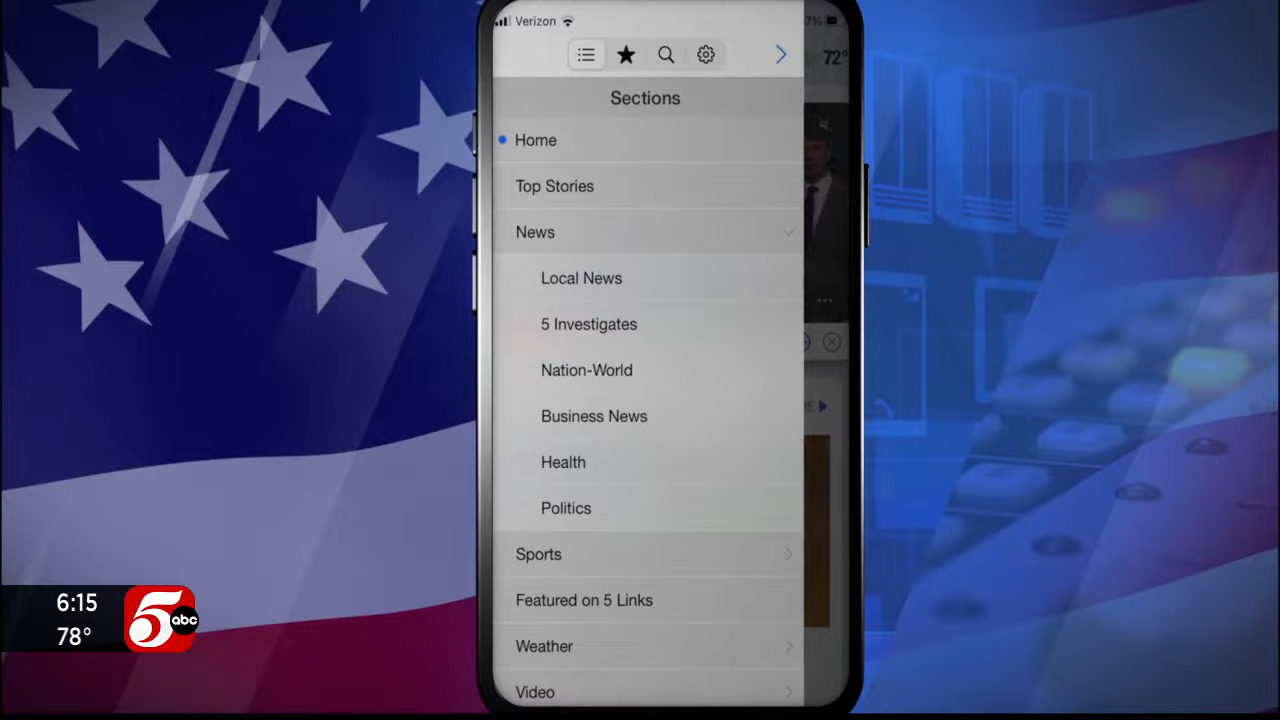 Verizon
7%
72°
Sections
Home
Top Stories
News
Local News
5 Investigates
Nation-World
Business News
Health
Politics
Sports
Featured on 5 Links
Weather
Video
6:15
78°
5 abc